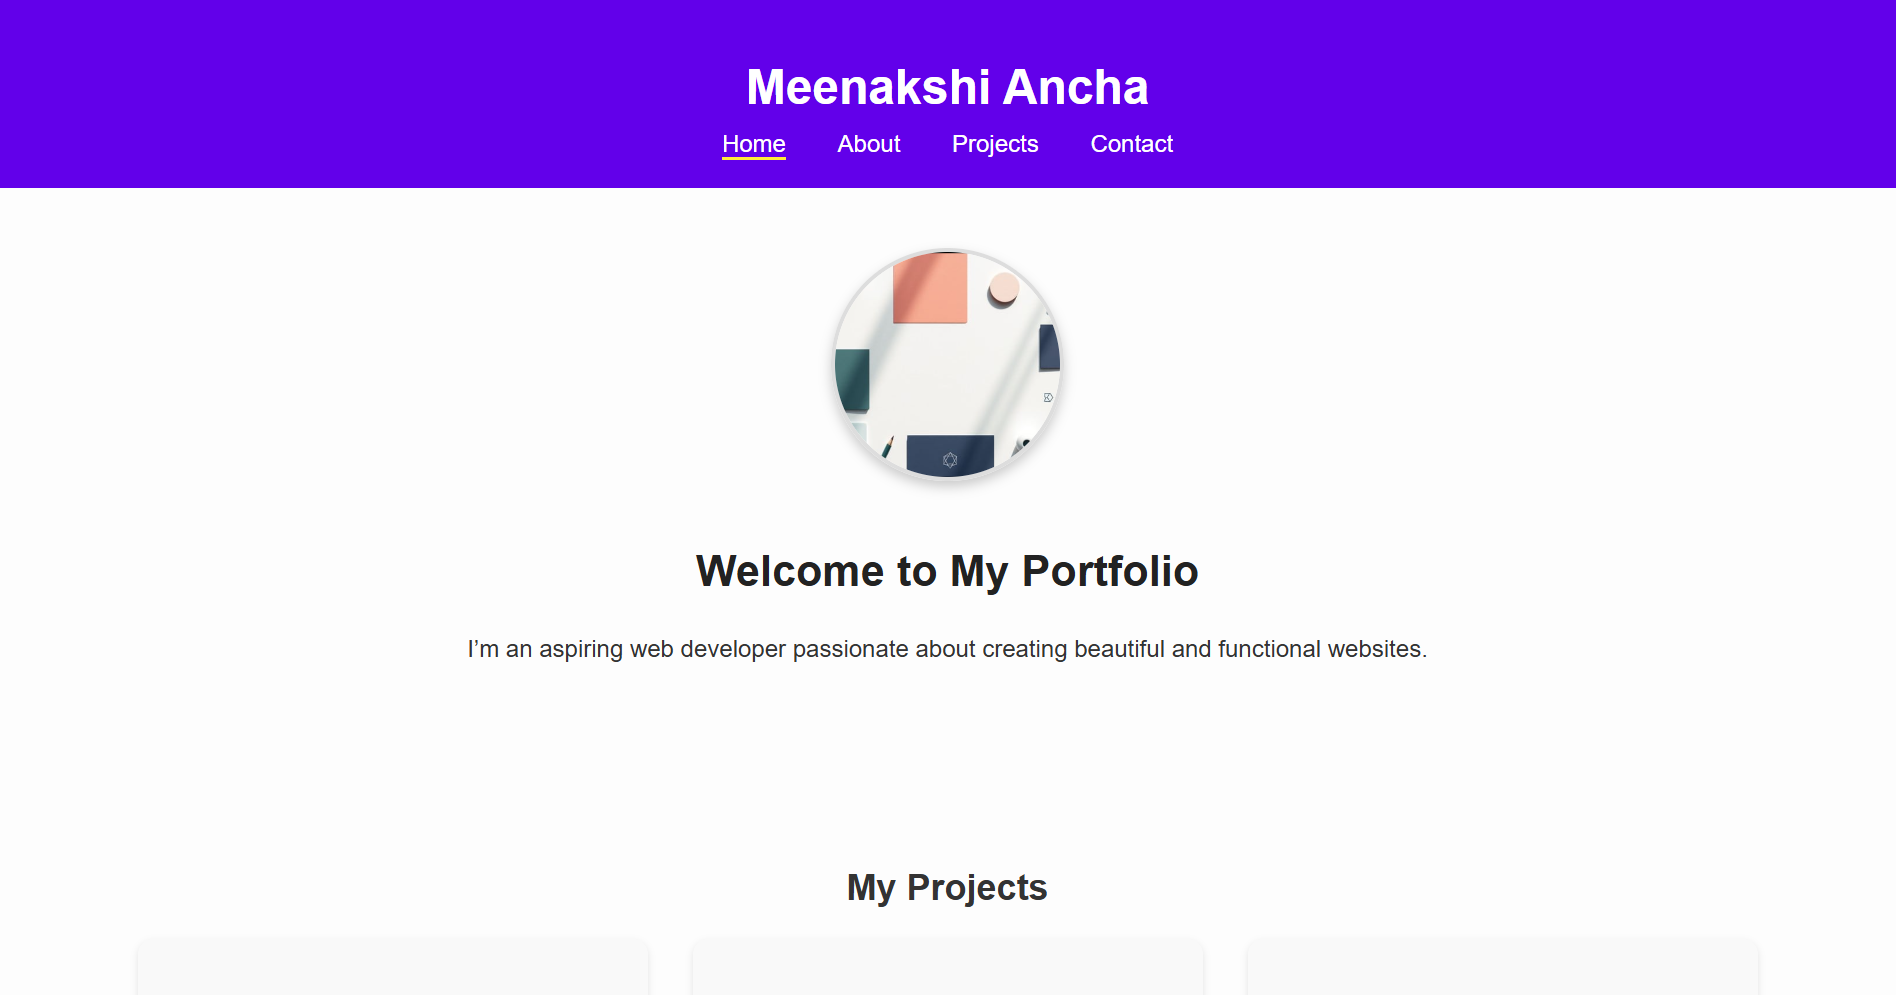 Meenakshi Ancha
Home About Projects Contact
Welcome to My Portfolio
I’m an aspiring web developer passionate about creating beautiful and functional websites.
My Projects